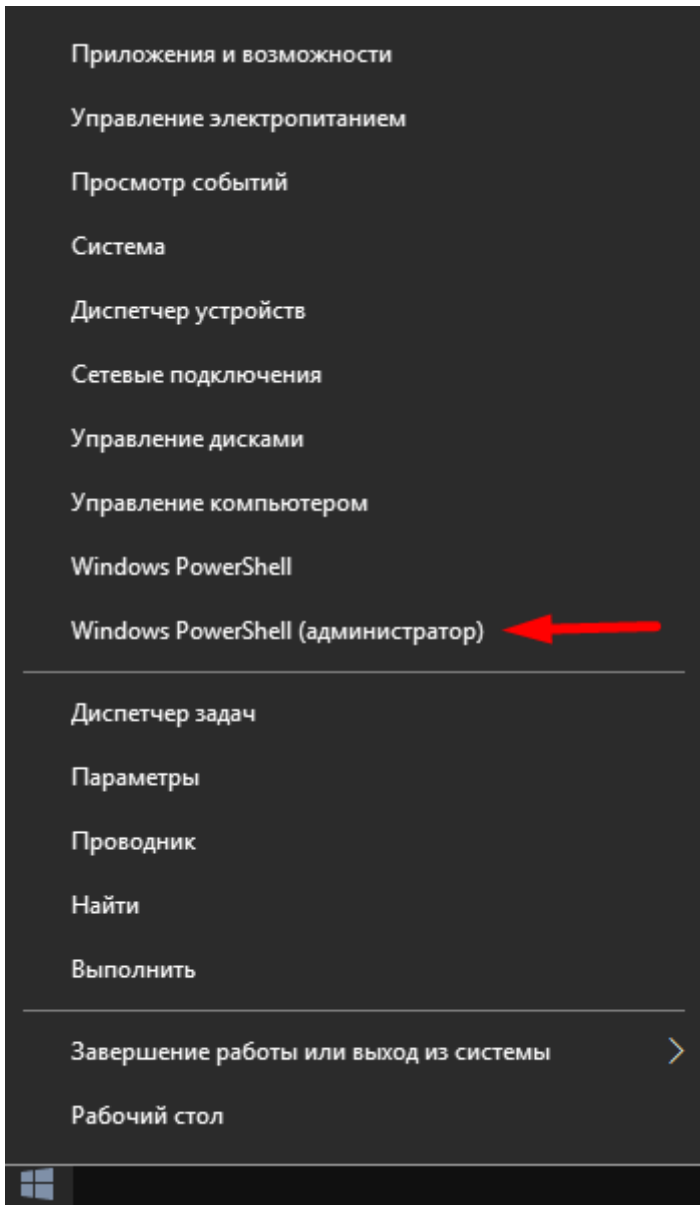 Приложения и возможности
Управление электропитанием
Просмотр событий
Система
Диспетчер устройств
Сетевые подключения
Управление дисками
Управление компьютером
Windows PowerShell
Windows PowerShell (администратор)
Диспетчер задач
Параметры
Проводник
Найти
Выполнить
Завершение работы или выход из системы
Рабочий стол